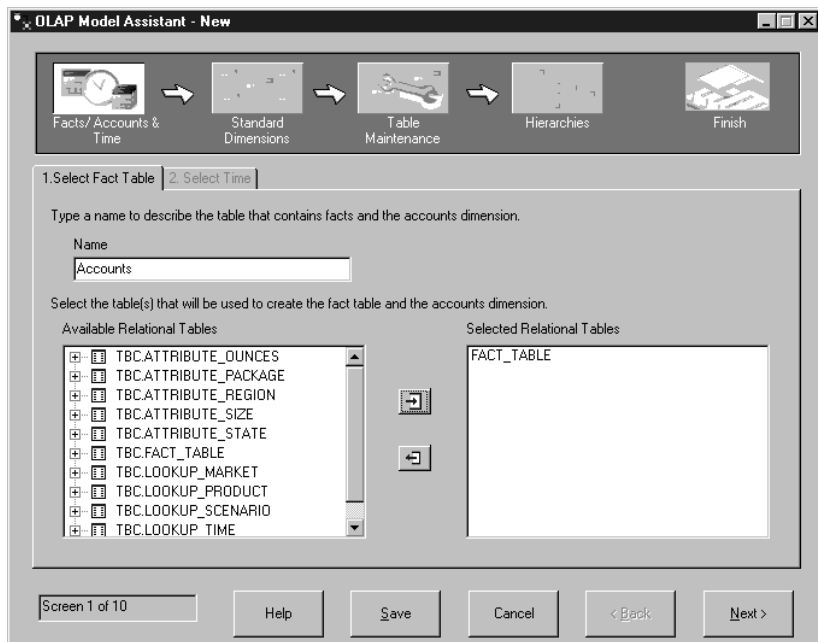 OLAP Model Assistant - New
Facts/ Accounts &
Time
Standard
Dimensions
Table
Maintenance
Hierarchies
Finish
1.Select Fact Table
2. Select Time
Type a name to describe the table that contains facts and the accounts dimension.
Name
Accounts
Select the table(s) that will be used to create the fact table and the accounts dimension.
Available Relational Tables
Selected Relational Tables
TBC.ATTRIBUTE_OUNCES
TBC.ATTRIBUTE_PACKAGE
TBC.ATTRIBUTE_REGION
TBC.ATTRIBUTE_SIZE
TBC.ATTRIBUTE_STATE
TBC.FACT_TABLE
TBC.LOOKUP_MARKET
TBC.LOOKUP_PRODUCT
TBC.LOOKUP_SCENARIO
TBC.LOOKUP_TIME
FACT_TABLE
Screen 1 of 10
Help
Save
Cancel
< Back
Next >